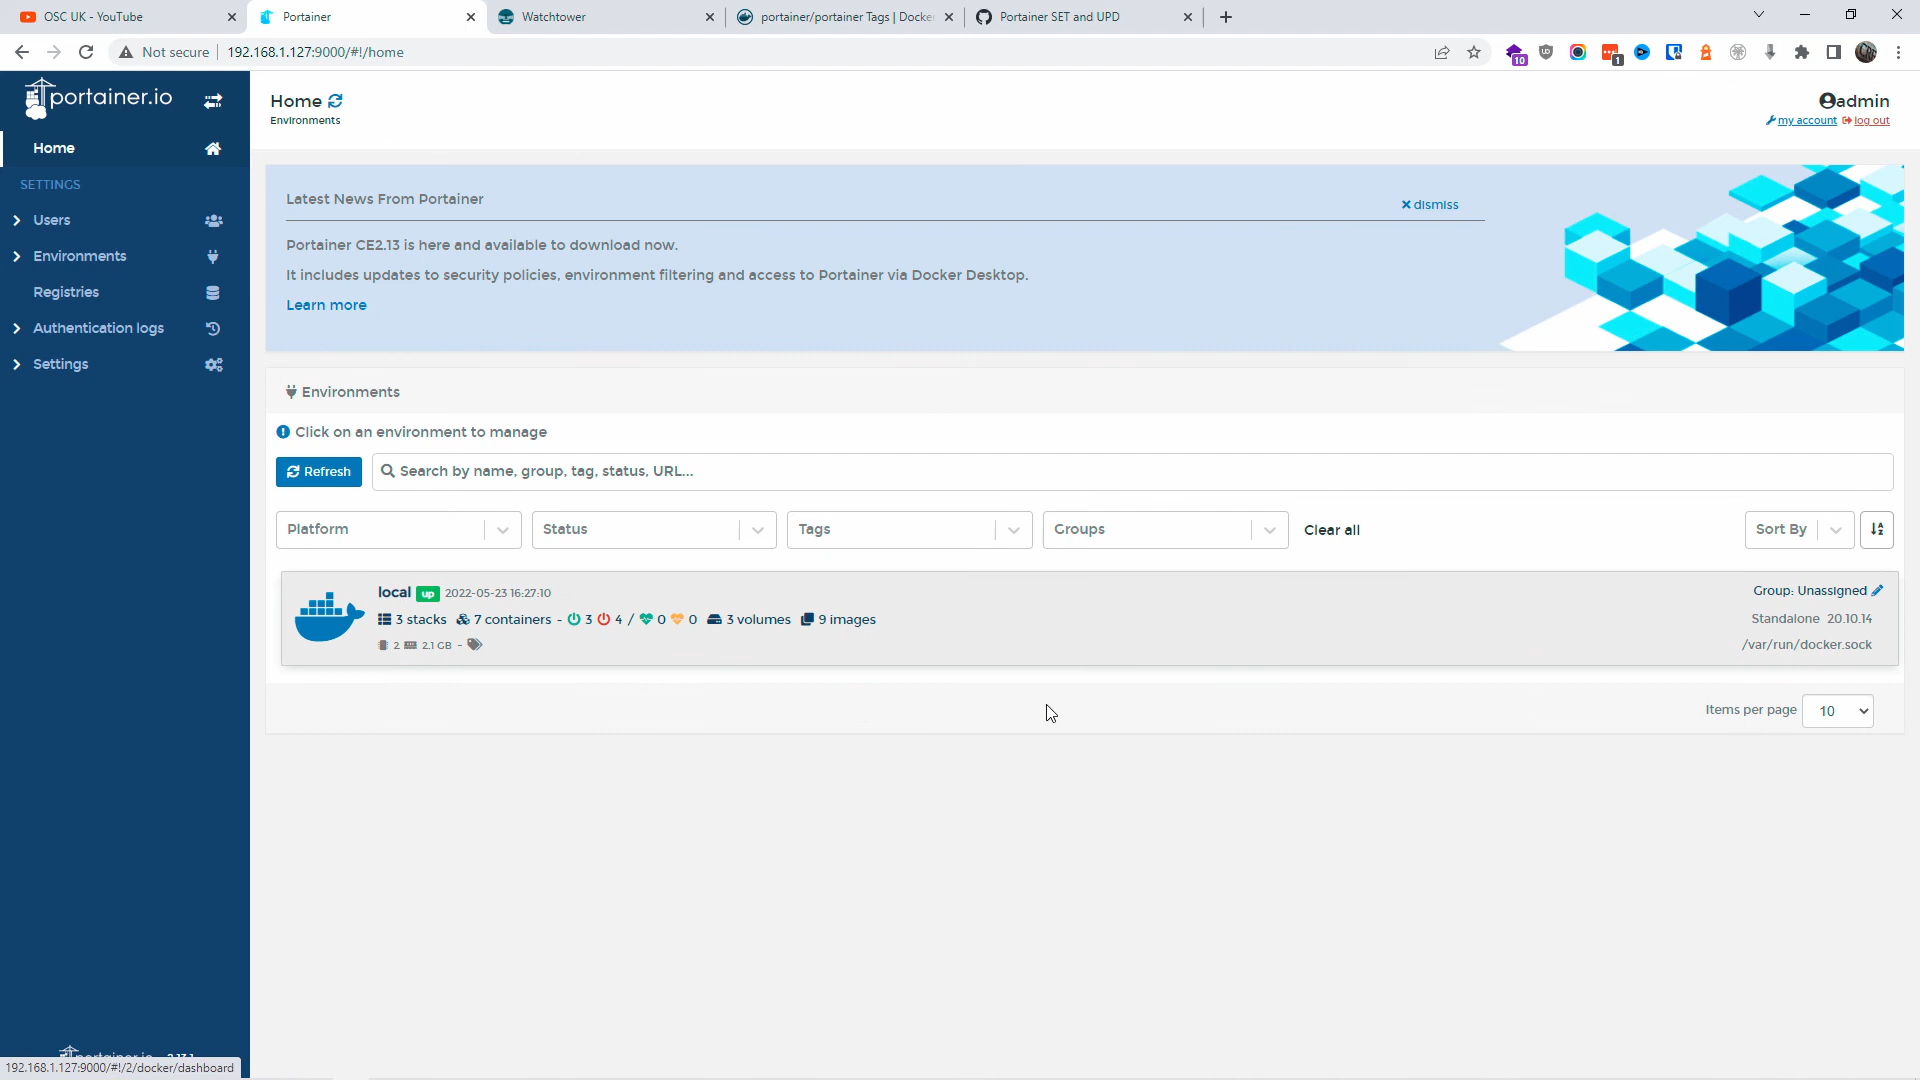 OSC UK - YouTube
Portainer
Watchtower
portainer/portainer Tags | Docker
Portainer SET and UPD
Not secure
192.168.1.127:9000/#!/home
10
1
portainer.io
Home
SETTINGS
Users
Environments
Registries
Authentication logs
Settings
Home
Environments
admin
my account log out
Latest News From Portainer
dismiss
Portainer CE2.13 is here and available to download now.
It includes updates to security policies, environment filtering and access to Portainer via Docker Desktop.
Learn more
Environments
Click on an environment to manage
Refresh
Search by name, group, tag, status, URL...
Platform
Status
Tags
Groups
Clear all
Sort By
local up 2022-05-23 16:27:10
Group: Unassigned
3 stacks 7 containers - 3 4 / 0 0 3 volumes 9 images
Standalone 20.10.14
2 2.1 GB -
/var/run/docker.sock
Items per page 10
192.168.1.127:9000/#!/2/docker/dashboard